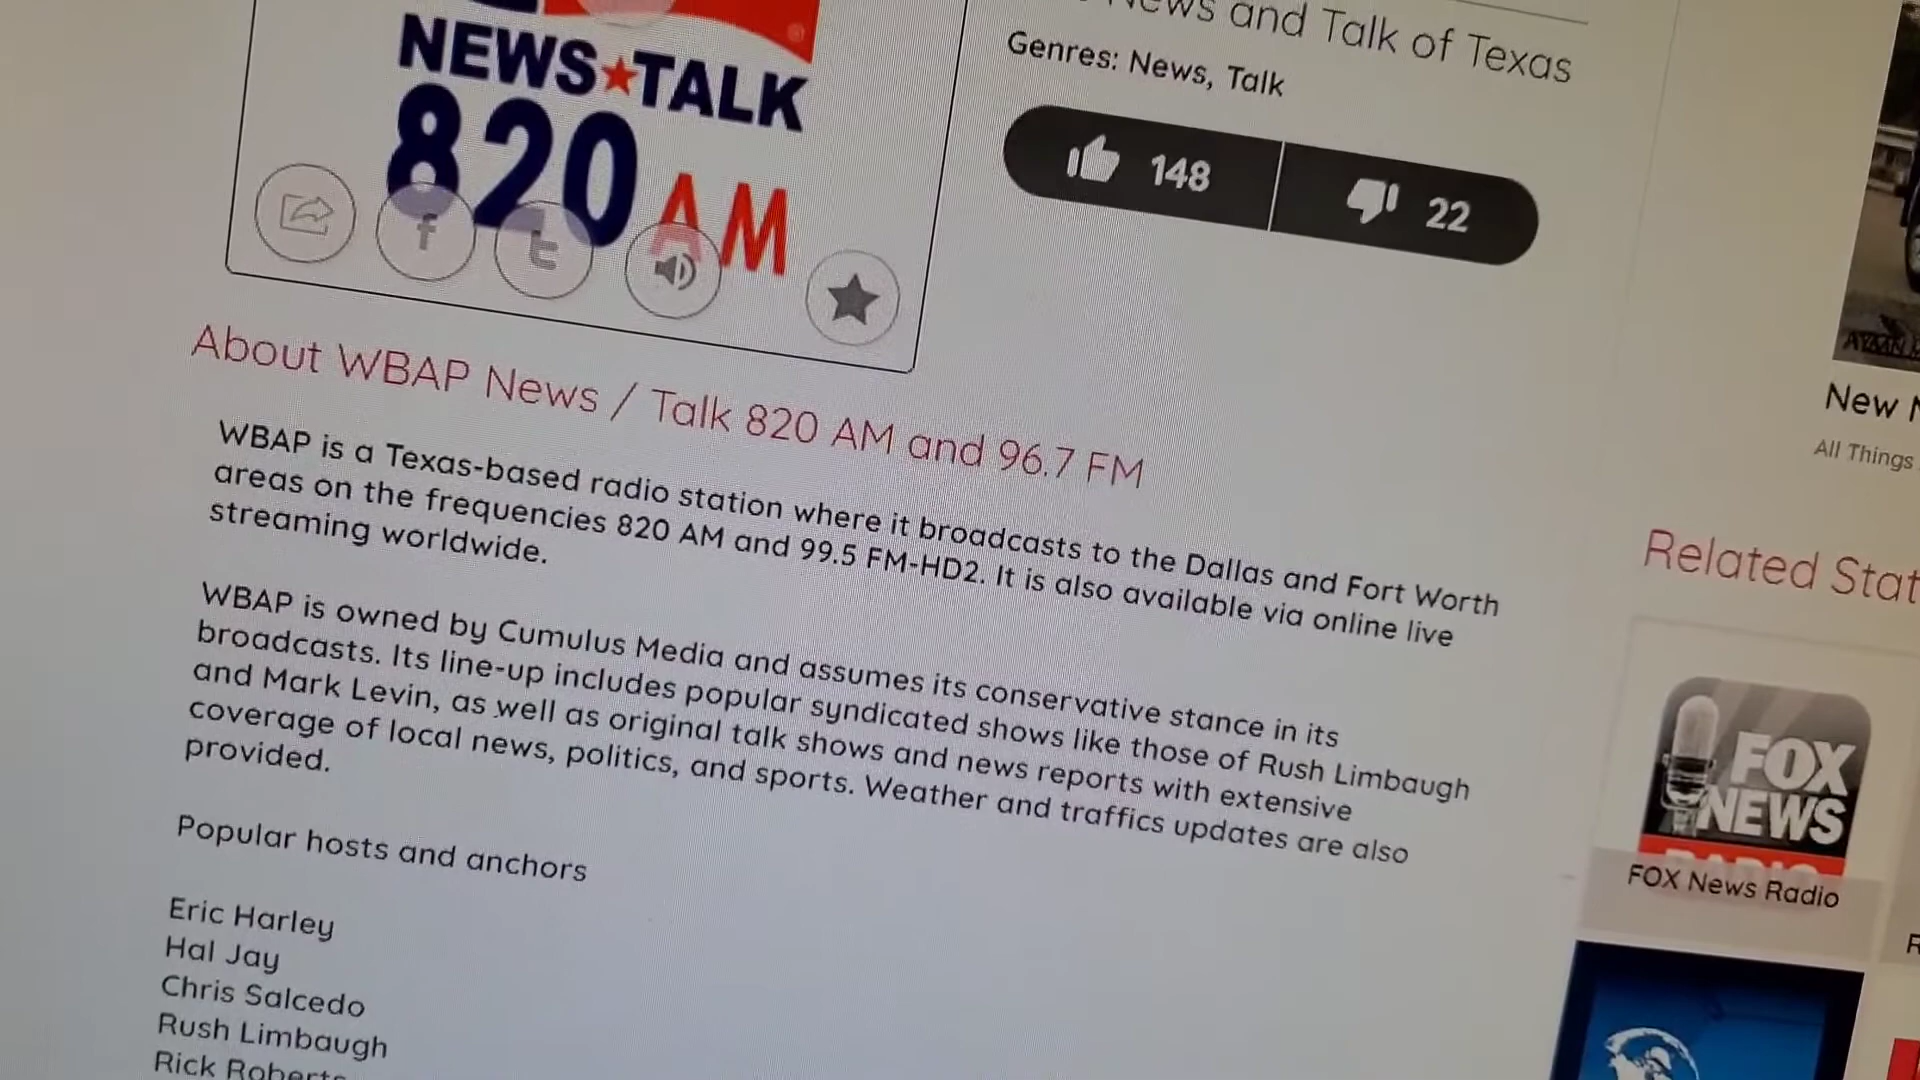 and Talk of Texas
Genres: News, Talk
NEWS★TALK
820 AM
148
22
About WBAP News / Talk 820 AM and 96.7 FM
WBAP is a Texas-based radio station where it broadcasts to the Dallas and Fort Worth
areas on the frequencies 820 AM and 99.5 FM-HD2. It is also available via online live
streaming worldwide.
WBAP is owned by Cumulus Media and assumes its conservative stance in its
broadcasts. Its line-up includes popular syndicated shows like those of Rush Limbaugh
and Mark Levin, as well as original talk shows and news reports with extensive
coverage of local news, politics, and sports. Weather and traffics updates are also
provided.
Popular hosts and anchors
Eric Harley
Hal Jay
Chris Salcedo
Rush Limbaugh
Rick
New
All Things
Related
FOX
NEWS
RADIO
FOX News Radio